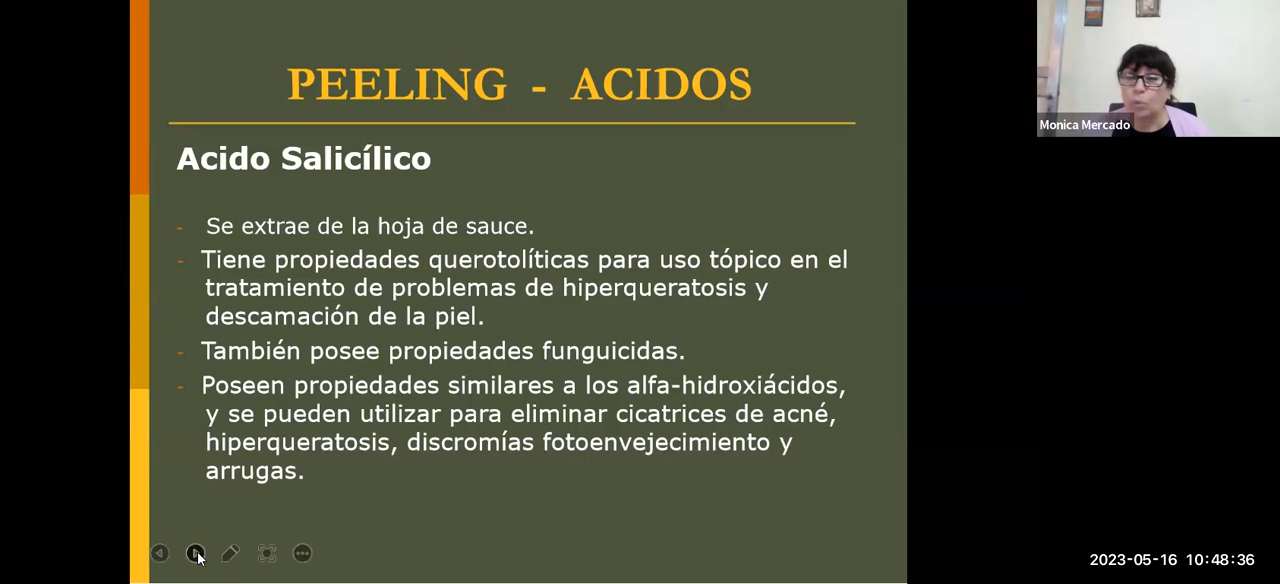 PEELING - ACIDOS
Acido Salicílico
- Se extrae de la hoja de sauce.
- Tiene propiedades querotolíticas para uso tópico en el
tratamiento de problemas de hiperqueratosis y
descamación de la piel.
- También posee propiedades funguicidas.
- Poseen propiedades similares a los alfa-hidroxiácidos,
y se pueden utilizar para eliminar cicatrices de acné,
hiperqueratosis, discromías fotoenvejecimiento y
arrugas.
Monica Mercado
2023-05-16 10:48:36